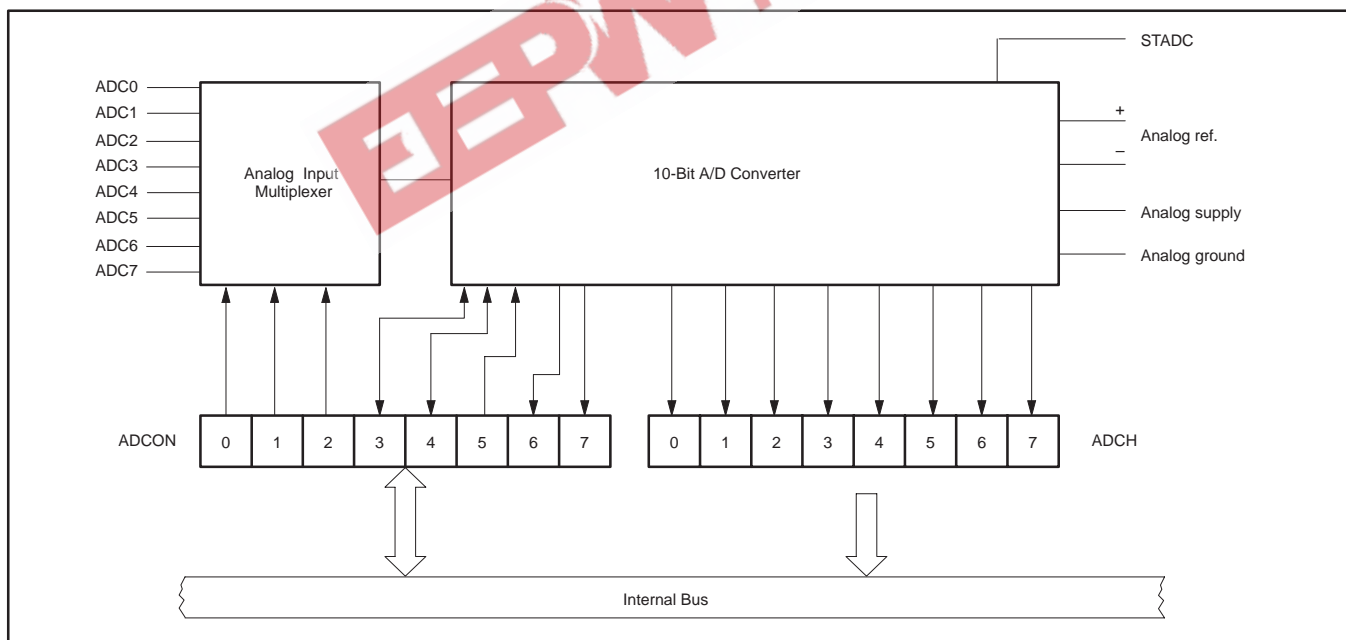 EEPW
STADC
ADC0
ADC1
ADC2
ADC3
ADC4
ADC5
ADC6
ADC7
Analog Input
Multiplexer
10-Bit A/D Converter
+
Analog ref.
–
Analog supply
Analog ground
ADCON 0 1 2 3 4 5 6 7
0 1 2 3 4 5 6 7 ADCH
Internal Bus